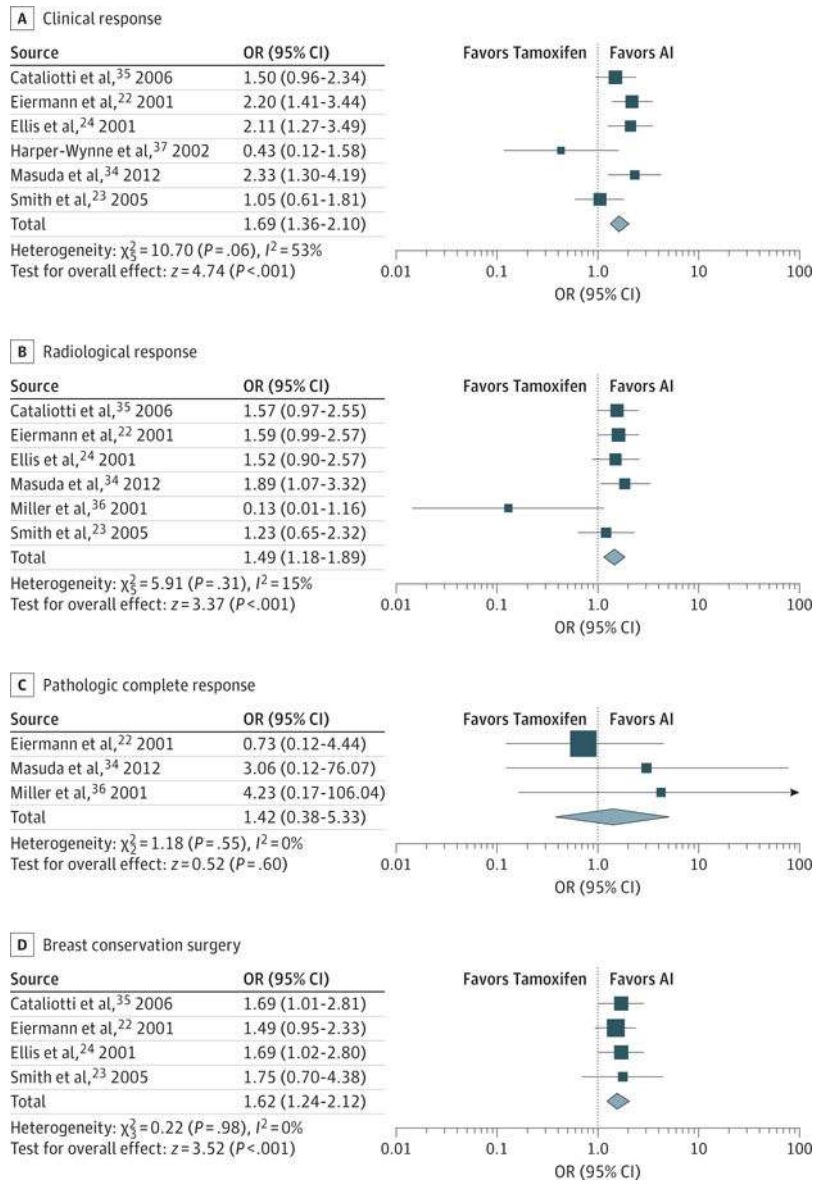 A Clinical response
Source OR (95% CI) Favors Tamoxifen Favors AI
Cataliotti et al,35 2006 1.50 (0.96-2.34)
Eiermann et al,22 2001 2.20 (1.41-3.44)
Ellis et al,24 2001 2.11 (1.27-3.49)
Harper-Wynne et al,37 2002 0.43 (0.12-1.58)
Masuda et al,34 2012 2.33 (1.30-4.19)
Smith et al,23 2005 1.05 (0.61-1.81)
Total 1.69 (1.36-2.10)
Heterogeneity: χ²₅ = 10.70 (P = .06), I² = 53%
Test for overall effect: z = 4.74 (P <.001)
0.01 0.1 1.0 10 100
OR (95% CI)
B Radiological response
Source OR (95% CI) Favors Tamoxifen Favors AI
Cataliotti et al,35 2006 1.57 (0.97-2.55)
Eiermann et al,22 2001 1.59 (0.99-2.57)
Ellis et al,24 2001 1.52 (0.90-2.57)
Masuda et al,34 2012 1.89 (1.07-3.32)
Miller et al,36 2001 0.13 (0.01-1.16)
Smith et al,23 2005 1.23 (0.65-2.32)
Total 1.49 (1.18-1.89)
Heterogeneity: χ²₅ = 5.91 (P = .31), I² = 15%
Test for overall effect: z = 3.37 (P <.001)
0.01 0.1 1.0 10 100
OR (95% CI)
C Pathologic complete response
Source OR (95% CI) Favors Tamoxifen Favors AI
Eiermann et al,22 2001 0.73 (0.12-4.44)
Masuda et al,34 2012 3.06 (0.12-76.07)
Miller et al,36 2001 4.23 (0.17-106.04)
Total 1.42 (0.38-5.33)
Heterogeneity: χ²₂ = 1.18 (P = .55), I² = 0%
Test for overall effect: z = 0.52 (P = .60)
0.01 0.1 1.0 10 100
OR (95% CI)
D Breast conservation surgery
Source OR (95% CI) Favors Tamoxifen Favors AI
Cataliotti et al,35 2006 1.69 (1.01-2.81)
Eiermann et al,22 2001 1.49 (0.95-2.33)
Ellis et al,24 2001 1.69 (1.02-2.80)
Smith et al,23 2005 1.75 (0.70-4.38)
Total 1.62 (1.24-2.12)
Heterogeneity: χ²₃ = 0.22 (P = .98), I² = 0%
Test for overall effect: z = 3.52 (P <.001)
0.01 0.1 1.0 10 100
OR (95% CI)